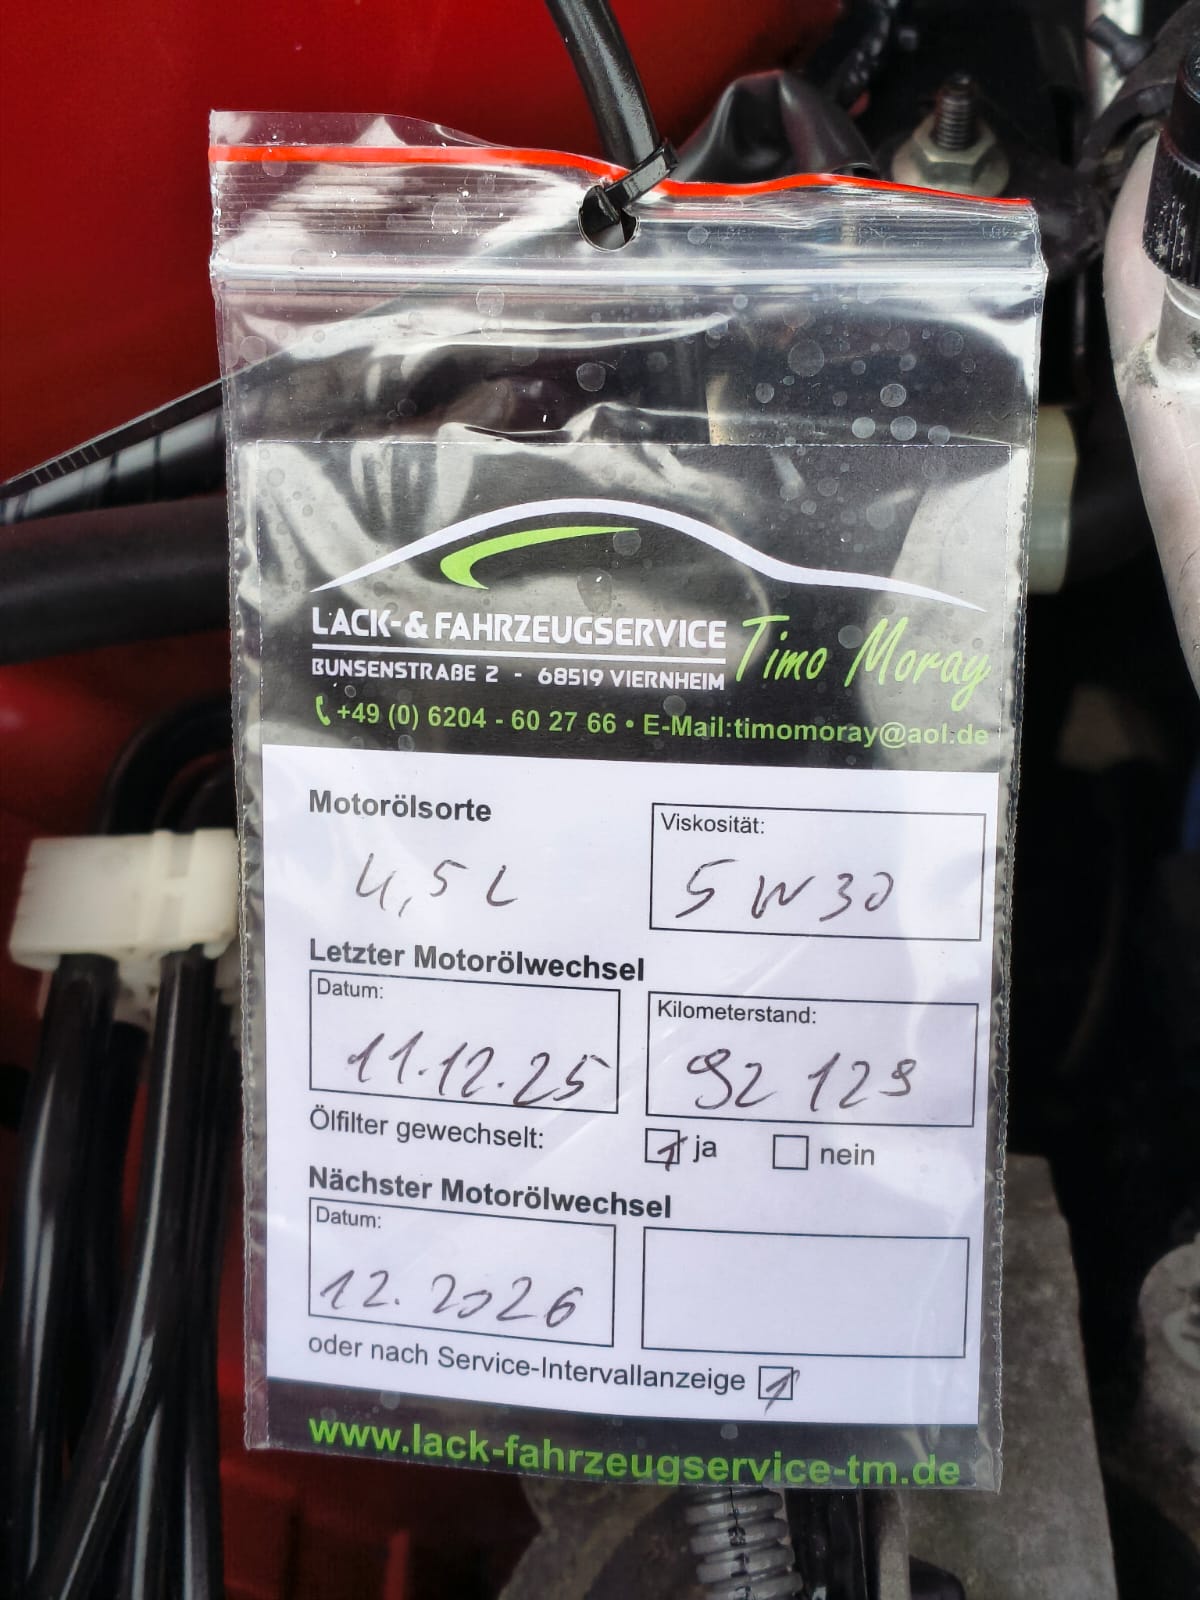 LACK-& FAHRZEUGSERVICE Timo Moray
BUNSENSTRAßE 2 - 68519 VIERNHEIM
+49 (0) 6204 - 60 27 66 • E-Mail:timomoray@aol.de
Motorölsorte
Viskosität:
4,5 L
5 W 30
Letzter Motorölwechsel
Datum:
Kilometerstand:
11.12.25
92 129
Ölfilter gewechselt:
ja
nein
Nächster Motorölwechsel
Datum:
12.2026
oder nach Service-Intervallanzeige
www.lack-fahrzeugservice-tm.de